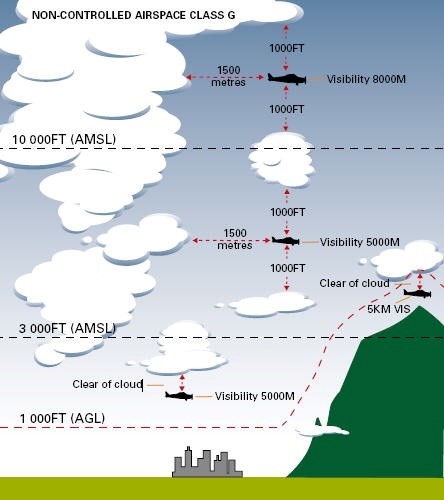 NON-CONTROLLED AIRSPACE CLASS G
1000FT
1500
metres
Visibility 8000M
1000FT
10 000FT (AMSL)
1000FT
1500
metres
Visibility 5000M
1000FT
Clear of cloud
5KM VIS
3 000FT (AMSL)
Clear of cloud
Visibility 5000M
1 000FT (AGL)